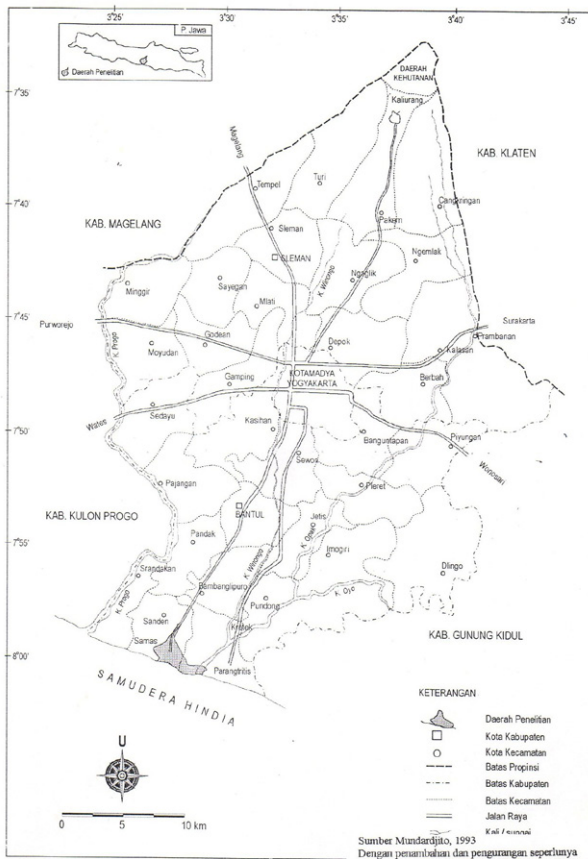 3°25'
3°30'
3°35'
3°40'
3°45'
P. Jawa
Daerah Penelitian
DAERAH
KEHUTANAN
Kaliurang
7°35'
Magelang
KAB. KLATEN
Turi
Tempel
7°40'
Cangkringan
Pakem
KAB. MAGELANG
Sleman
SLEMAN
Ngemplak
Ngaglik
K. Winongo
Sayegan
Minggir
Mlati
7°45'
Surakarta
Purworejo
Prambanan
K. Progo
Godean
Moyudan
Depok
Kalasan
KOTAMADYA
YOGYAKARTA
Gamping
Berbah
Sedayu
Wates
Kasihan
7°50'
Banguntapan
Piyungan
Sewon
Wonosari
Pajangan
Pleret
BANTUL
KAB. KULON PROGO
Jetis
K. Opak
Pandak
7°55'
Imogiri
K. Winongo
Srandakan
Dlingo
Bambanglipuro
K. Oyo
K. Progo
Pundong
Sanden
Kretek
Samas
KAB. GUNUNG KIDUL
8°00'
Parangtritis
SAMUDERA HINDIA
KETERANGAN
Daerah Penelitian
Kota Kabupaten
Kota Kecamatan
Batas Propinsi
Batas Kabupaten
Batas Kecamatan
Jalan Raya
Kali / sungai
U
0 5 10 km
Sumber Mundardjito, 1993
Dengan penambahan dan pengurangan seperlunya